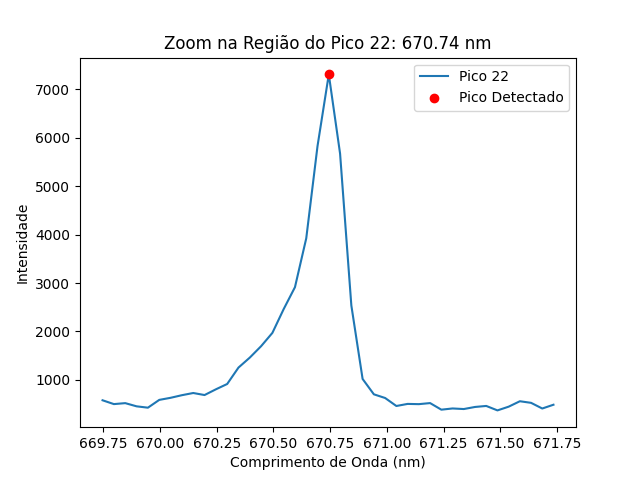 Zoom na Região do Pico 22: 670.74 nm
Pico 22
Pico Detectado
Intensidade
7000
6000
5000
4000
3000
2000
1000
669.75 670.00 670.25 670.50 670.75 671.00 671.25 671.50 671.75
Comprimento de Onda (nm)